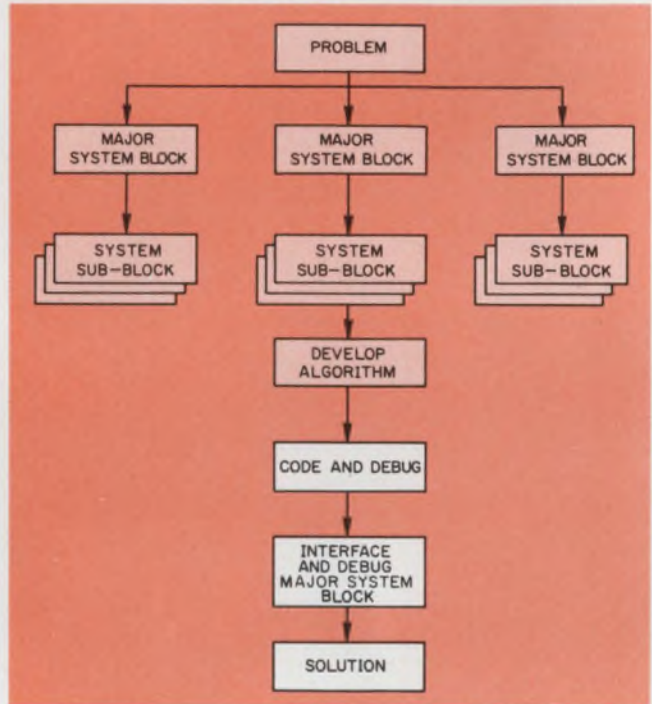 PROBLEM
MAJOR
SYSTEM BLOCK
MAJOR
SYSTEM BLOCK
MAJOR
SYSTEM BLOCK
SYSTEM
SUB-BLOCK
SYSTEM
SUB-BLOCK
SYSTEM
SUB-BLOCK
DEVELOP
ALGORITHM
CODE AND DEBUG
INTERFACE
AND DEBUG
MAJOR SYSTEM
BLOCK
SOLUTION